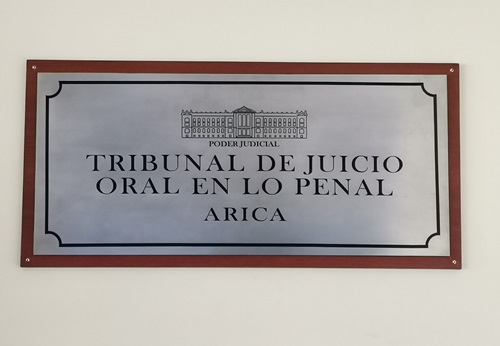 PODER JUDICIAL
TRIBUNAL DE JUICIO
ORAL EN LO PENAL
ARICA